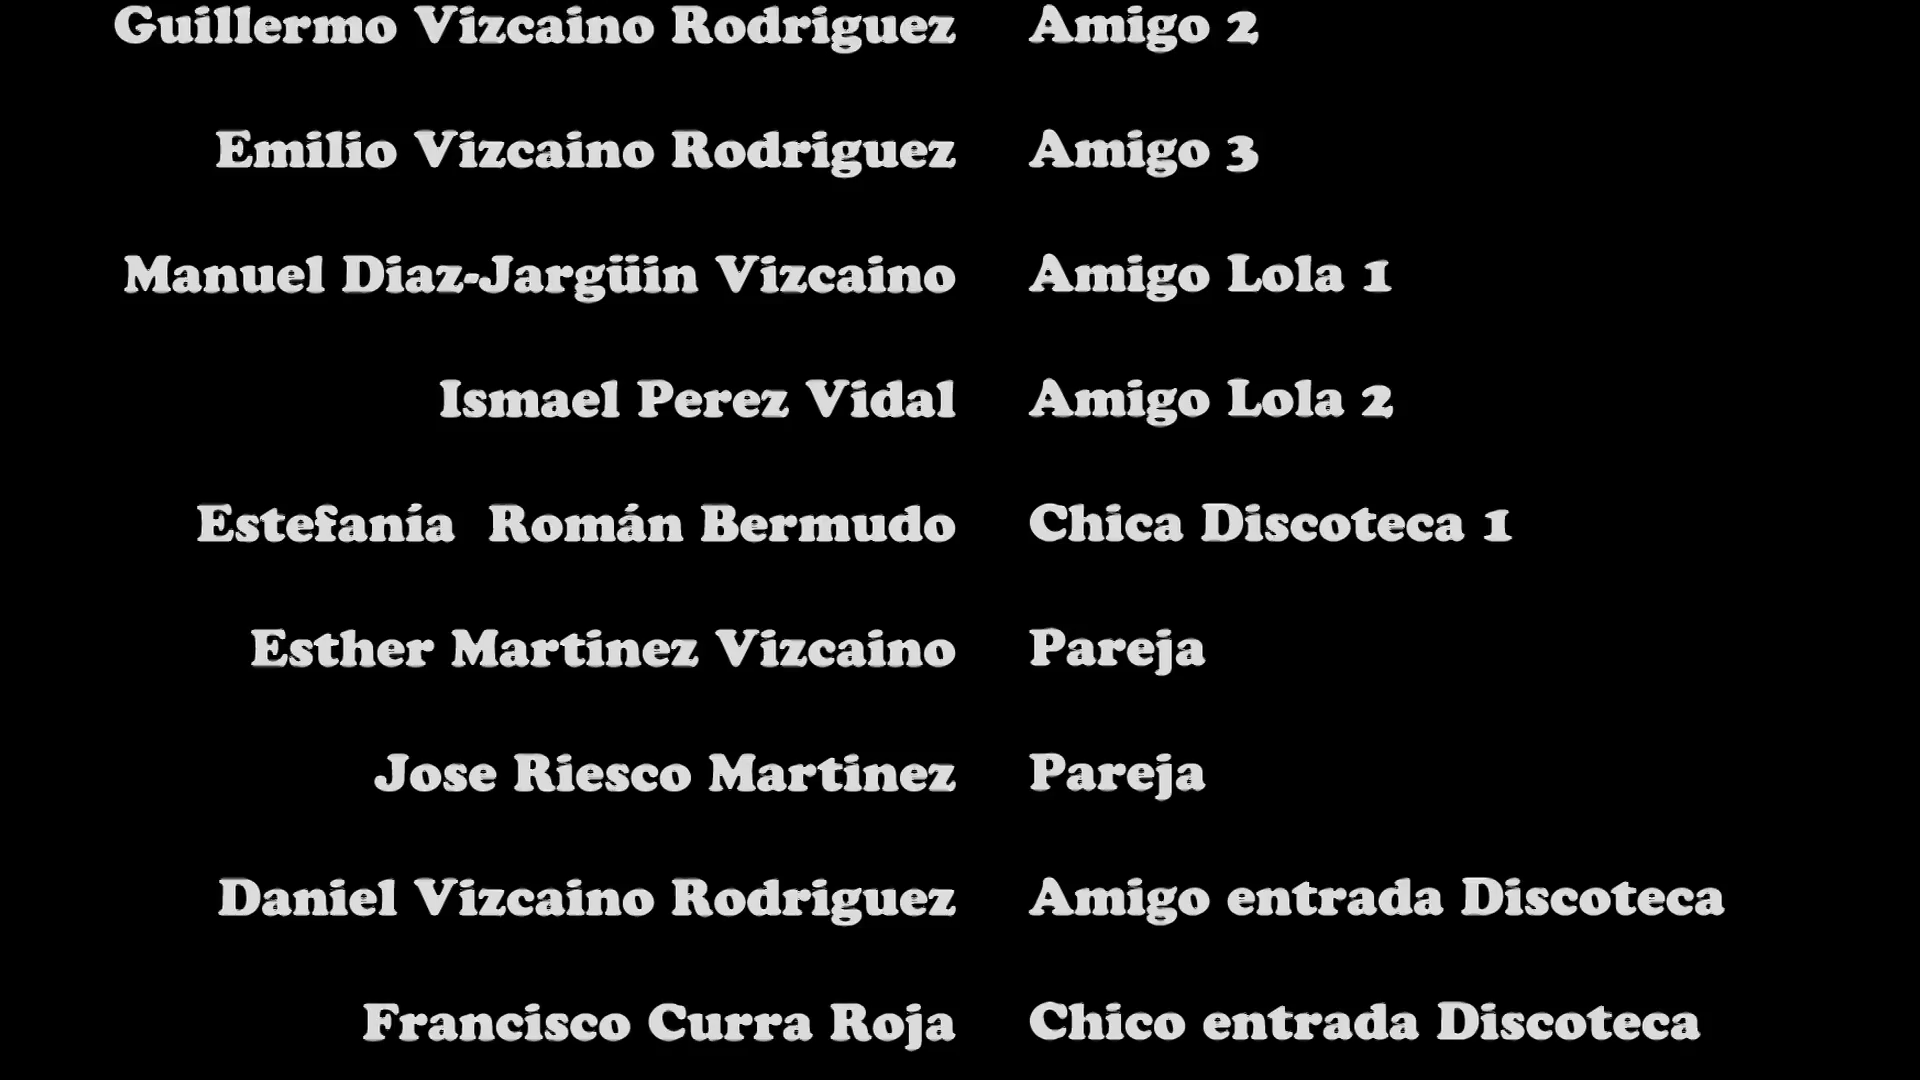 Guillermo Vizcaino Rodriguez Amigo 2
Emilio Vizcaino Rodriguez Amigo 3
Manuel Diaz-Jargüin Vizcaino Amigo Lola 1
Ismael Perez Vidal Amigo Lola 2
Estefanía Román Bermudo Chica Discoteca 1
Esther Martinez Vizcaino Pareja
Jose Riesco Martinez Pareja
Daniel Vizcaino Rodriguez Amigo entrada Discoteca
Francisco Curra Roja Chico entrada Discoteca